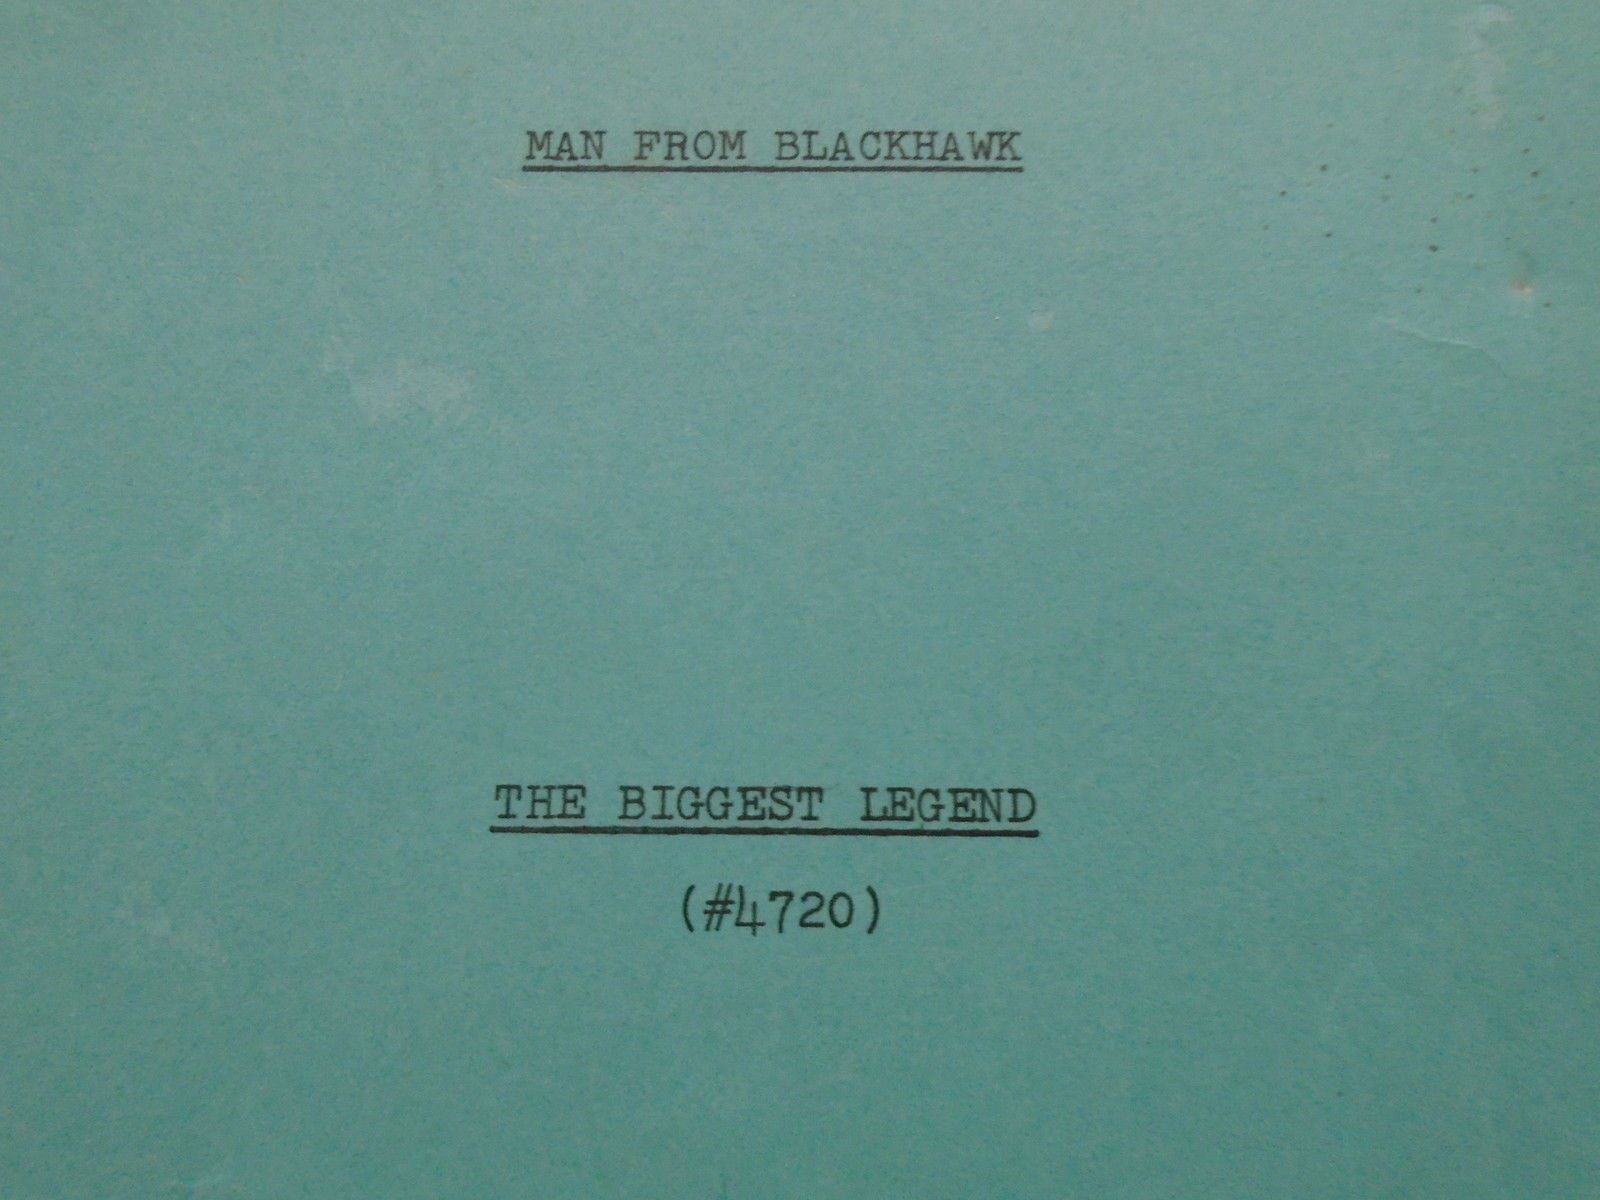 MAN FROM BLACKHAWK
THE BIGGEST LEGEND
(#4720)